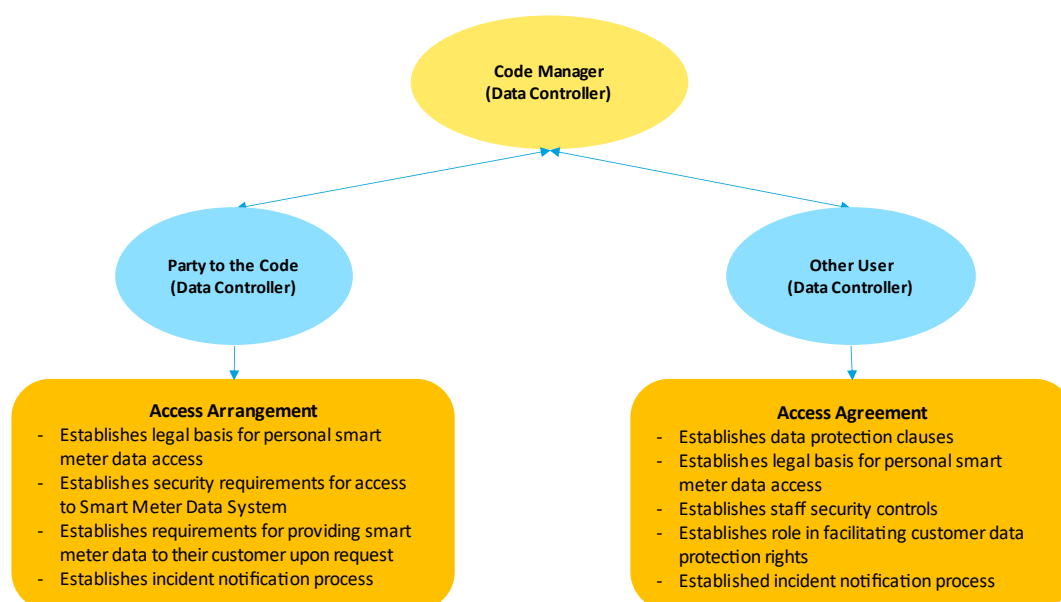 Code Manager
(Data Controller)
Party to the Code
(Data Controller)
Other User
(Data Controller)
Access Arrangement
- Establishes legal basis for personal smart
meter data access
- Establishes security requirements for access
to Smart Meter Data System
- Establishes requirements for providing smart
meter data to their customer upon request
- Establishes incident notification process
Access Agreement
- Establishes data protection clauses
- Establishes legal basis for personal smart
meter data access
- Establishes staff security controls
- Establishes role in facilitating customer data
protection rights
- Established incident notification process